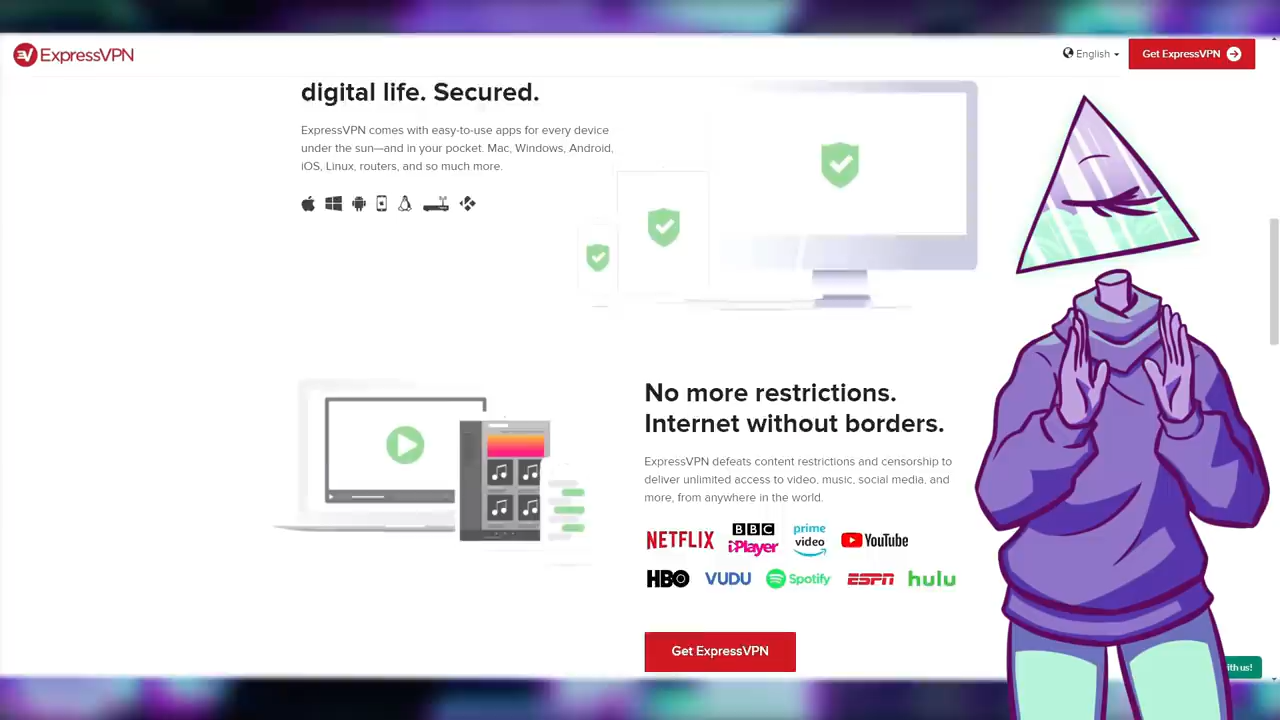 ExpressVPN
English
Get ExpressVPN
digital life. Secured.
ExpressVPN comes with easy-to-use apps for every device
under the sun—and in your pocket. Mac, Windows, Android,
iOS, Linux, routers, and so much more.
No more restrictions.
Internet without borders.
ExpressVPN defeats content restrictions and censorship to
deliver unlimited access to video, music, social media, and
more, from anywhere in the world.
NETFLIX BBC iPlayer prime video YouTube
HBO VUDU Spotify ESPN hulu
Get ExpressVPN
with us!